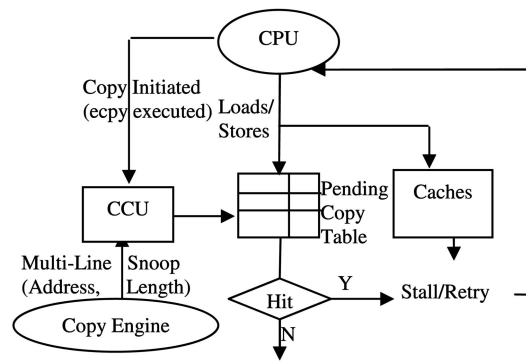 CPU
Copy Initiated
(ecpy executed)
Loads/
Stores
Pending
Copy
Table
Caches
CCU
Multi-Line Snoop
(Address, Length)
Hit
Y
Stall/Retry
Copy Engine
N